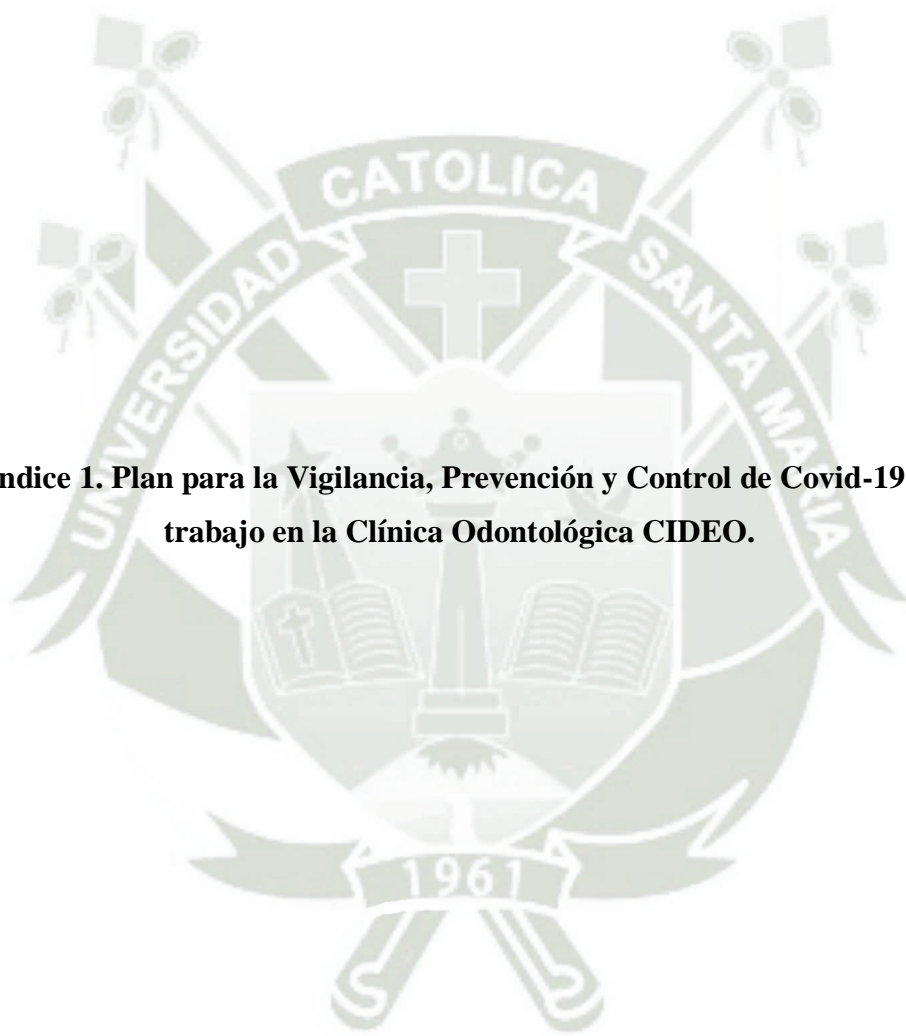 UNIVERSIDAD CATOLICA SANTA MARIA
ndice 1. Plan para la Vigilancia, Prevención y Control de Covid-19
trabajo en la Clínica Odontológica CIDEO.
1961